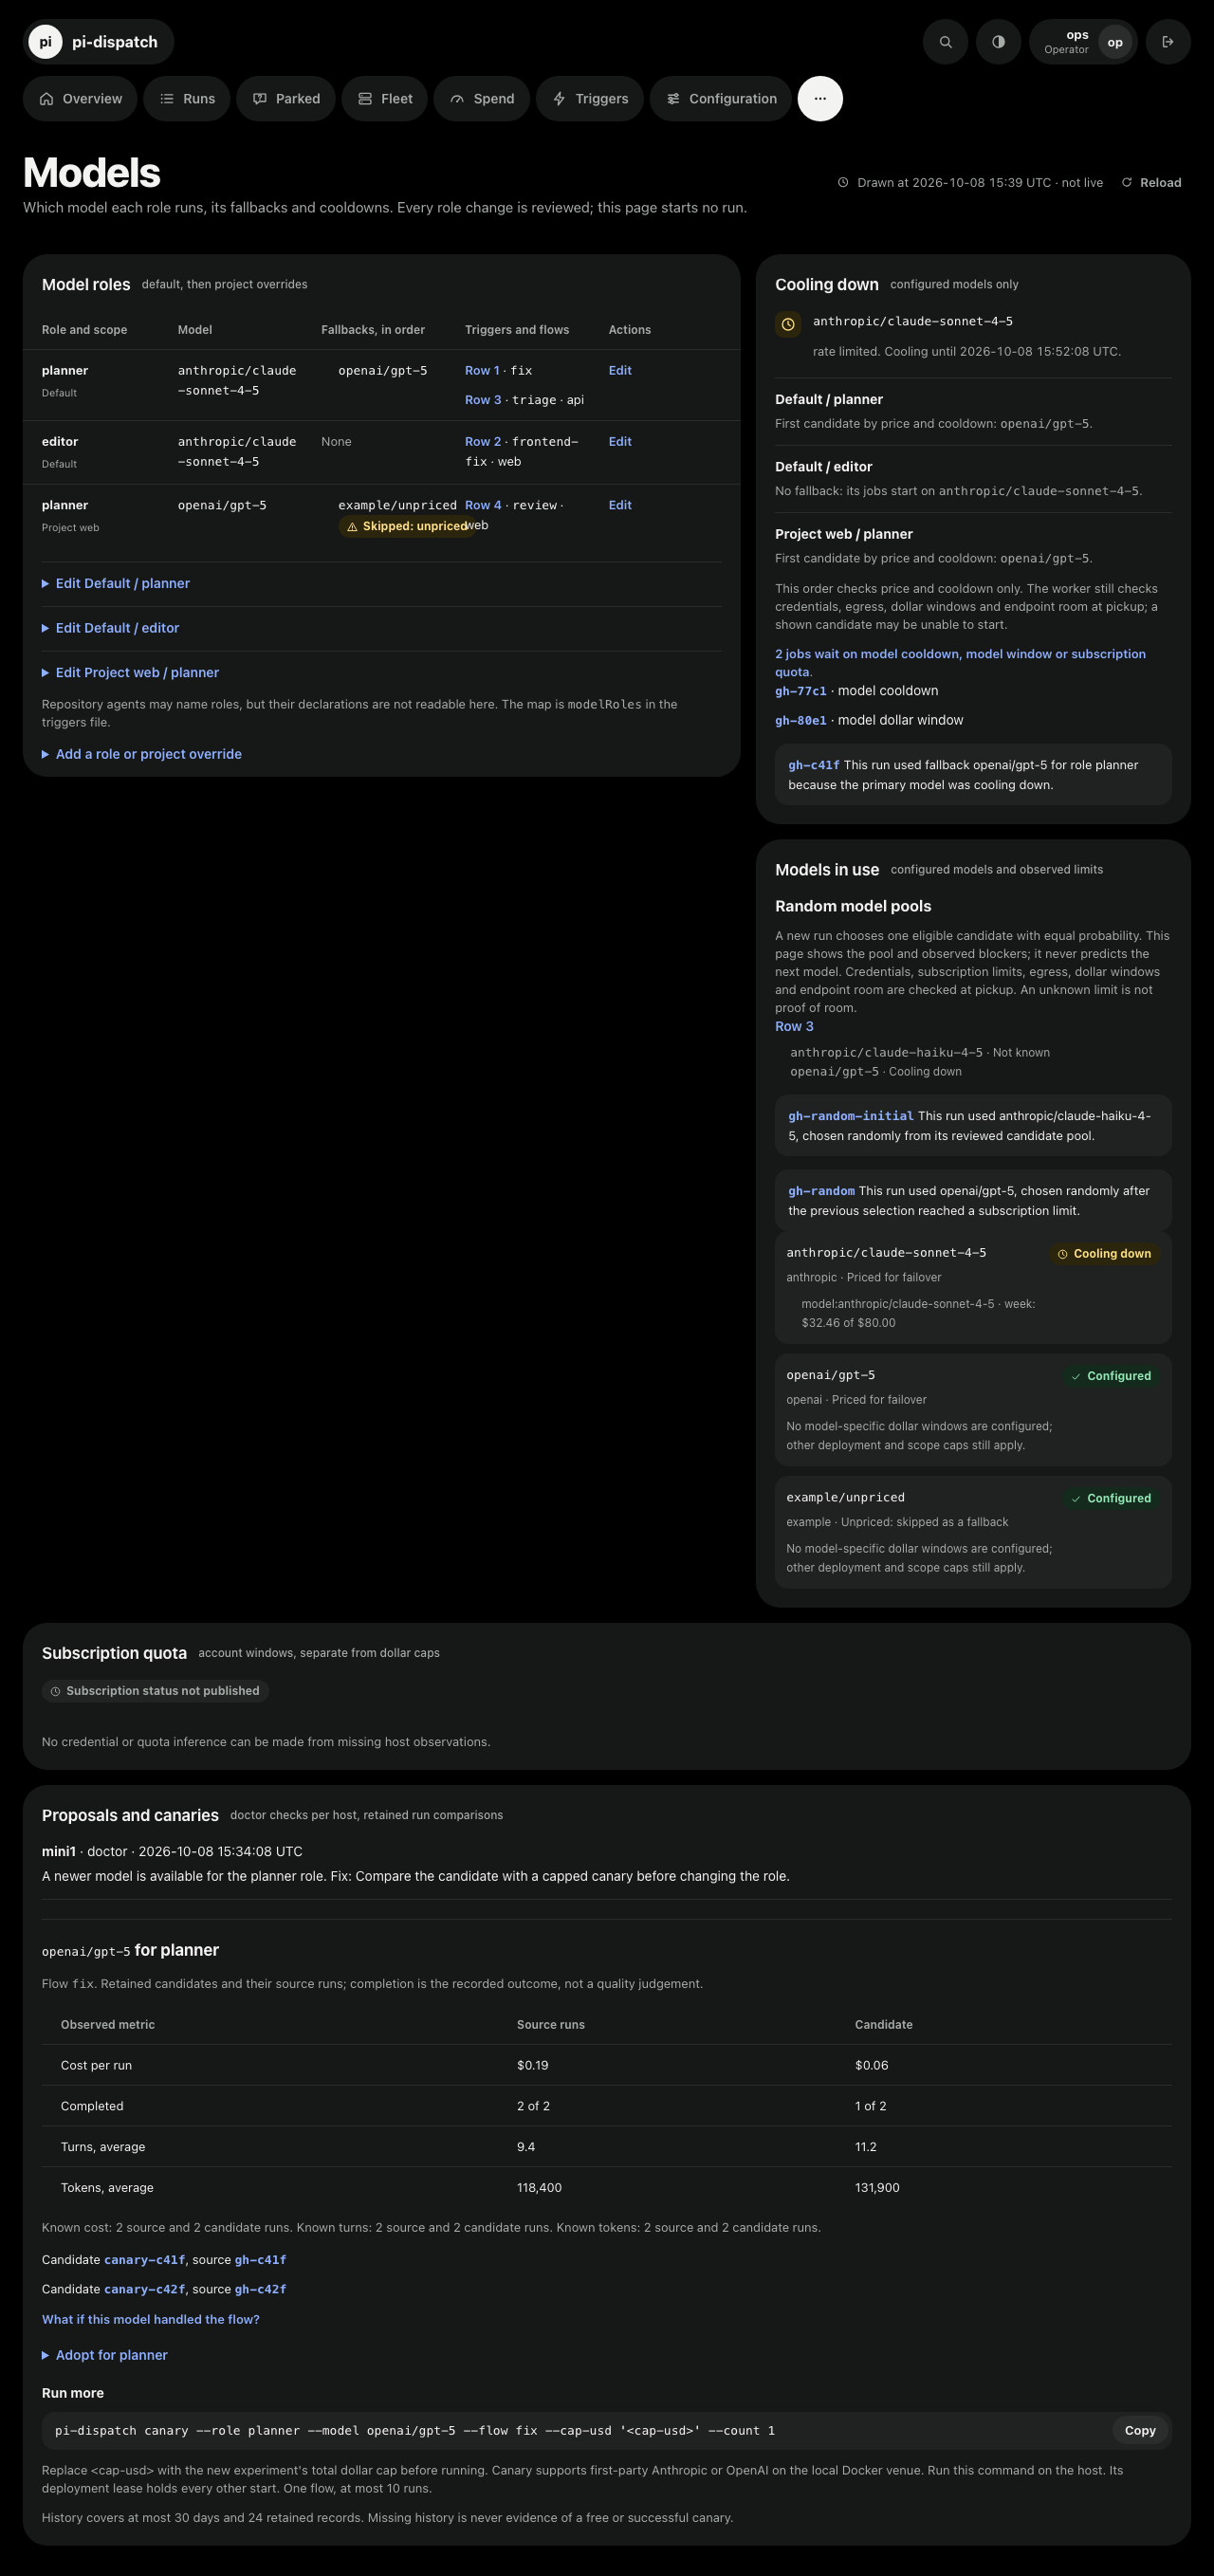 pi pi-dispatch
ops
Operator
op
Overview Runs Parked Fleet Spend Triggers Configuration ...
Models
Drawn at 2026-10-08 15:39 UTC · not live Reload
Which model each role runs, its fallbacks and cooldowns. Every role change is reviewed; this page starts no run.
Model roles default, then project overrides
Role and scope Model Fallbacks, in order Triggers and flows Actions
planner
Default
anthropic/claude
-sonnet-4-5
openai/gpt-5
Row 1 · fix
Row 3 · triage · api
Edit
editor
Default
anthropic/claude
-sonnet-4-5
None
Row 2 · frontend-
fix · web
Edit
planner
Project web
openai/gpt-5
example/unpriced
Skipped: unpriced
Row 4 · review ·
web
Edit
Edit Default / planner
Edit Default / editor
Edit Project web / planner
Repository agents may name roles, but their declarations are not readable here. The map is modelRoles in the
triggers file.
Add a role or project override
Cooling down configured models only
anthropic/claude-sonnet-4-5
rate limited. Cooling until 2026-10-08 15:52:08 UTC.
Default / planner
First candidate by price and cooldown: openai/gpt-5.
Default / editor
No fallback: its jobs start on anthropic/claude-sonnet-4-5.
Project web / planner
First candidate by price and cooldown: openai/gpt-5.
This order checks price and cooldown only. The worker still checks
credentials, egress, dollar windows and endpoint room at pickup; a
shown candidate may be unable to start.
2 jobs wait on model cooldown, model window or subscription
quota.
gh-77c1 · model cooldown
gh-80e1 · model dollar window
gh-c41f This run used fallback openai/gpt-5 for role planner
because the primary model was cooling down.
Models in use configured models and observed limits
Random model pools
A new run chooses one eligible candidate with equal probability. This
page shows the pool and observed blockers; it never predicts the
next model. Credentials, subscription limits, egress, dollar windows
and endpoint room are checked at pickup. An unknown limit is not
proof of room.
Row 3
anthropic/claude-haiku-4-5 · Not known
openai/gpt-5 · Cooling down
gh-random-initial This run used anthropic/claude-haiku-4-
5, chosen randomly from its reviewed candidate pool.
gh-random This run used openai/gpt-5, chosen randomly after
the previous selection reached a subscription limit.
anthropic/claude-sonnet-4-5 Cooling down
anthropic · Priced for failover
model:anthropic/claude-sonnet-4-5 · week:
$32.46 of $80.00
openai/gpt-5 Configured
openai · Priced for failover
No model-specific dollar windows are configured;
other deployment and scope caps still apply.
example/unpriced Configured
example · Unpriced: skipped as a fallback
No model-specific dollar windows are configured;
other deployment and scope caps still apply.
Subscription quota account windows, separate from dollar caps
Subscription status not published
No credential or quota inference can be made from missing host observations.
Proposals and canaries doctor checks per host, retained run comparisons
mini1 · doctor · 2026-10-08 15:34:08 UTC
A newer model is available for the planner role. Fix: Compare the candidate with a capped canary before changing the role.
openai/gpt-5 for planner
Flow fix. Retained candidates and their source runs; completion is the recorded outcome, not a quality judgement.
Observed metric Source runs Candidate
Cost per run $0.19 $0.06
Completed 2 of 2 1 of 2
Turns, average 9.4 11.2
Tokens, average 118,400 131,900
Known cost: 2 source and 2 candidate runs. Known turns: 2 source and 2 candidate runs. Known tokens: 2 source and 2 candidate runs.
Candidate canary-c41f, source gh-c41f
Candidate canary-c42f, source gh-c42f
What if this model handled the flow?
Adopt for planner
Run more
pi-dispatch canary --role planner --model openai/gpt-5 --flow fix --cap-usd '<cap-usd>' --count 1 Copy
Replace <cap-usd> with the new experiment's total dollar cap before running. Canary supports first-party Anthropic or OpenAI on the local Docker venue. Run this command on the host. Its
deployment lease holds every other start. One flow, at most 10 runs.
History covers at most 30 days and 24 retained records. Missing history is never evidence of a free or successful canary.